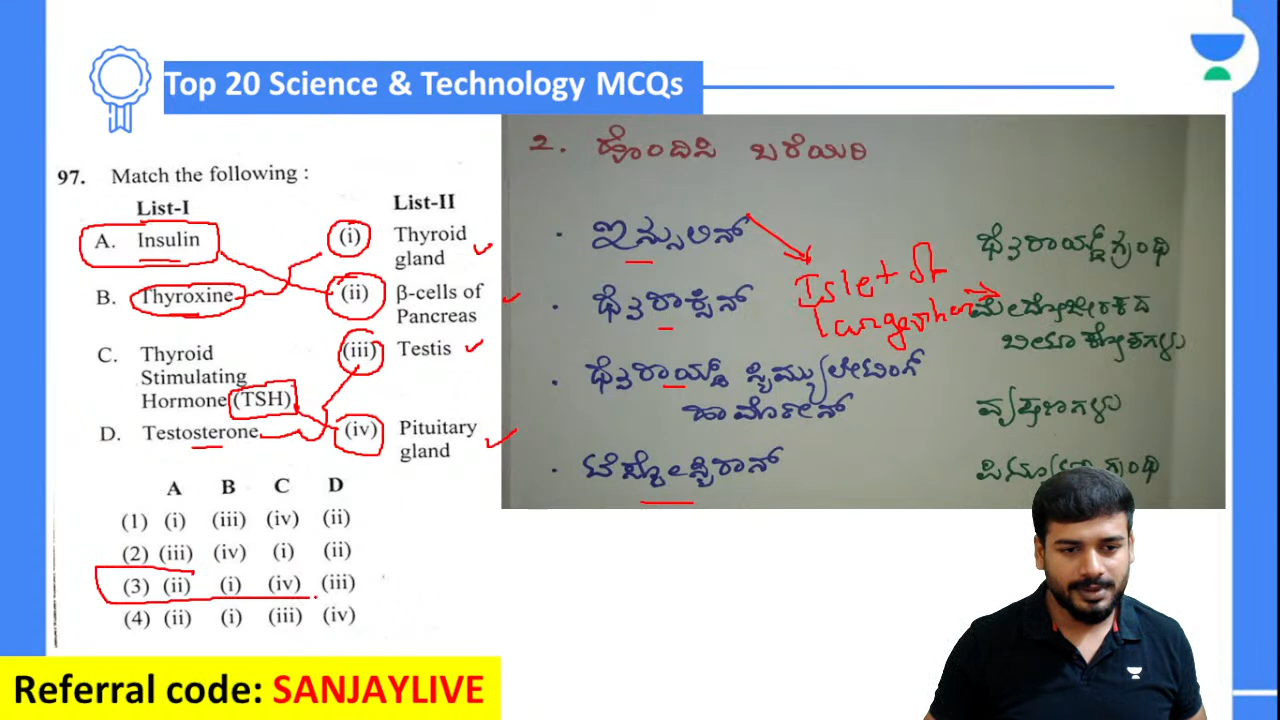 Top 20 Science & Technology MCQs
97. Match the following :
List-I List-II
A. Insulin (i) Thyroid gland
B. Thyroxine (ii) β-cells of Pancreas
C. Thyroid Stimulating Hormone (TSH) (iii) Testis
D. Testosterone (iv) Pituitary gland
A B C D
(1) (i) (iii) (iv) (ii)
(2) (iii) (iv) (i) (ii)
(3) (ii) (i) (iv) (iii)
(4) (ii) (i) (iii) (iv)
2. ಹೊಂದಿಸಿ ಬರೆಯಿರಿ
· ಇನ್ಸುಲಿನ್ ಥೈರಾಯ್ಡ್ ಗ್ರಂಥಿ
· ಥೈರಾಕ್ಸಿನ್ ಮೇದೋಜೀರಕದ
ಬೀಟಾ ಕೋಶಗಳು
· ಥೈರಾಯ್ಡ್ ಸ್ಟಿಮ್ಯುಲೇಟಿಂಗ್
ಹಾರ್ಮೋನ್ ವೃಷಣಗಳು
· ಟೆಸ್ಟೋಸ್ಟಿರಾನ್
Islet of
Referral code: SANJAYLIVE